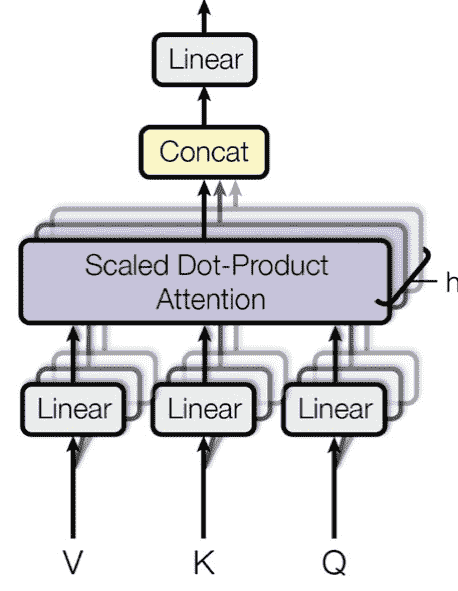 Linear
Concat
Scaled Dot-Product
Attention
h
Linear Linear Linear
V K Q